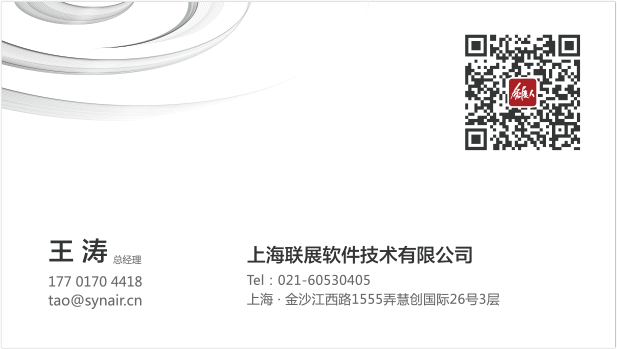 王 涛 总经理
177 0170 4418
tao@synair.cn
上海联展软件技术有限公司
Tel：021-60530405
上海 · 金沙江西路1555弄慧创国际26号3层